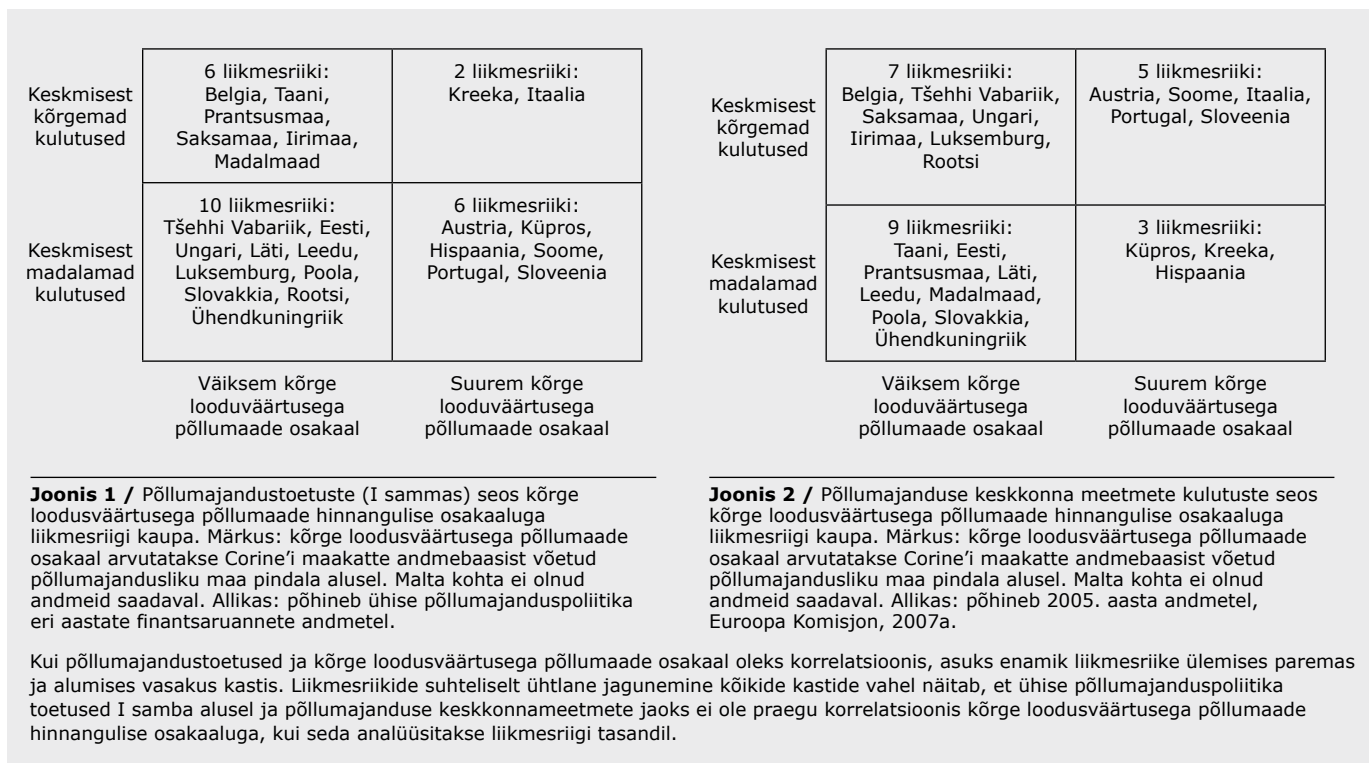 Keskmisest
kõrgemad
kulutused
6 liikmesriiki:
Belgia, Taani,
Prantsusmaa,
Saksamaa, Iirimaa,
Madalmaad
2 liikmesriiki:
Kreeka, Itaalia
Keskmisest
madalamad
kulutused
10 liikmesriiki:
Tšehhi Vabariik, Eesti,
Ungari, Läti, Leedu,
Luksemburg, Poola,
Slovakkia, Rootsi,
Ühendkuningriik
6 liikmesriiki:
Austria, Küpros,
Hispaania, Soome,
Portugal, Sloveenia
Väiksem kõrge
looduväärtusega
põllumaade osakaal
Suurem kõrge
looduväärtusega
põllumaade osakaal
Joonis 1 / Põllumajandustoetuste (I sammas) seos kõrge
loodusväärtusega põllumaade hinnangulise osakaaluga
liikmesriigi kaupa. Märkus: kõrge loodusväärtusega põllumaade
osakaal arvutatakse Corine’i maakatte andmebaasist võetud
põllumajandusliku maa pindala alusel. Malta kohta ei olnud
andmeid saadaval. Allikas: põhineb ühise põllumajanduspoliitika
eri aastate finantsaruannete andmetel.
Keskmisest
kõrgemad
kulutused
7 liikmesriiki:
Belgia, Tšehhi Vabariik,
Saksamaa, Ungari,
Iirimaa, Luksemburg,
Rootsi
5 liikmesriiki:
Austria, Soome, Itaalia,
Portugal, Sloveenia
Keskmisest
madalamad
kulutused
9 liikmesriiki:
Taani, Eesti,
Prantsusmaa, Läti,
Leedu, Madalmaad,
Poola, Slovakkia,
Ühendkuningriik
3 liikmesriiki:
Küpros, Kreeka,
Hispaania
Väiksem kõrge
looduväärtusega
põllumaade osakaal
Suurem kõrge
looduväärtusega
põllumaade osakaal
Joonis 2 / Põllumajanduse keskkonna meetmete kulutuste seos
kõrge loodusväärtusega põllumaade hinnangulise osakaaluga
liikmesriigi kaupa. Märkus: kõrge loodusväärtusega põllumaade
osakaal arvutatakse Corine’i maakatte andmebaasist võetud
põllumajandusliku maa pindala alusel. Malta kohta ei olnud
andmeid saadaval. Allikas: põhineb 2005. aasta andmetel,
Euroopa Komisjon, 2007a.
Kui põllumajandustoetused ja kõrge loodusväärtusega põllumaade osakaal oleks korrelatsioonis, asuks enamik liikmesriike ülemises paremas
ja alumises vasakus kastis. Liikmesriikide suhteliselt ühtlane jagunemine kõikide kastide vahel näitab, et ühise põllumajanduspoliitika
toetused I samba alusel ja põllumajanduse keskkonnameetmete jaoks ei ole praegu korrelatsioonis kõrge loodusväärtusega põllumaade
hinnangulise osakaaluga, kui seda analüüsitakse liikmesriigi tasandil.